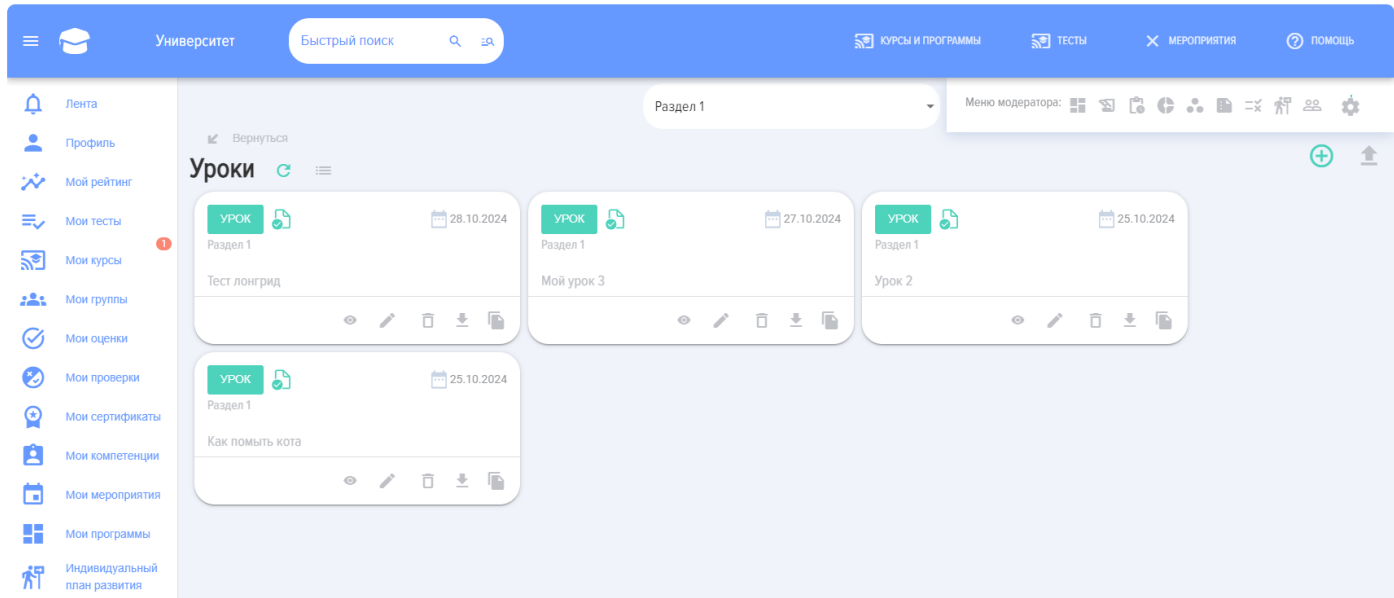 Университет
Быстрый поиск
КУРСЫ И ПРОГРАММЫ
ТЕСТЫ
МЕРОПРИЯТИЯ
ПОМОЩЬ
Лента
Профиль
Мой рейтинг
Мои тесты
1
Мои курсы
Мои группы
Мои оценки
Мои проверки
Мои сертификаты
Мои компетенции
Мои мероприятия
Мои программы
Индивидуальный
план развития
Раздел 1
Меню модератора:
Вернуться
Уроки
УРОК
28.10.2024
Раздел 1
Тест лонгрид
УРОК
27.10.2024
Раздел 1
Мой урок 3
УРОК
25.10.2024
Раздел 1
Урок 2
УРОК
25.10.2024
Раздел 1
Как помыть кота